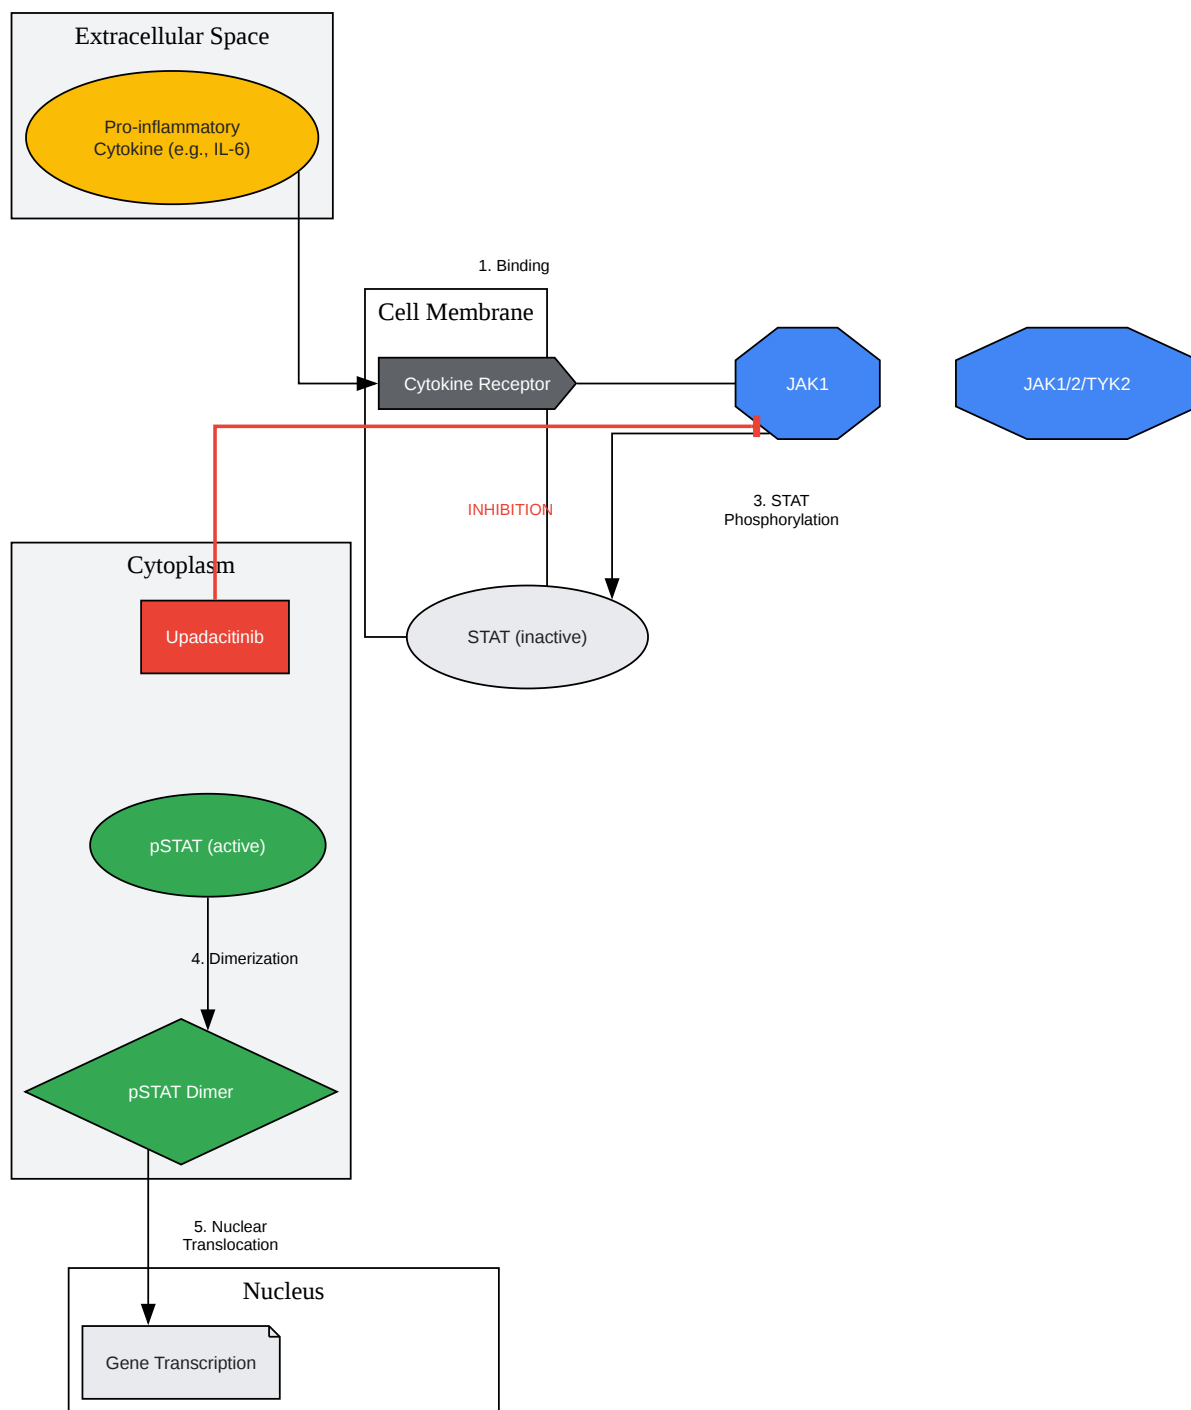 Extracellular Space
Pro-inflammatory
Cytokine (e.g., IL-6)
1. Binding
Cell Membrane
Cytokine Receptor
JAK1
JAK1/2/TYK2
INHIBITION
3. STAT
Phosphorylation
Cytoplasm
Upadacitinib
STAT (inactive)
pSTAT (active)
4. Dimerization
pSTAT Dimer
5. Nuclear
Translocation
Nucleus
Gene Transcription